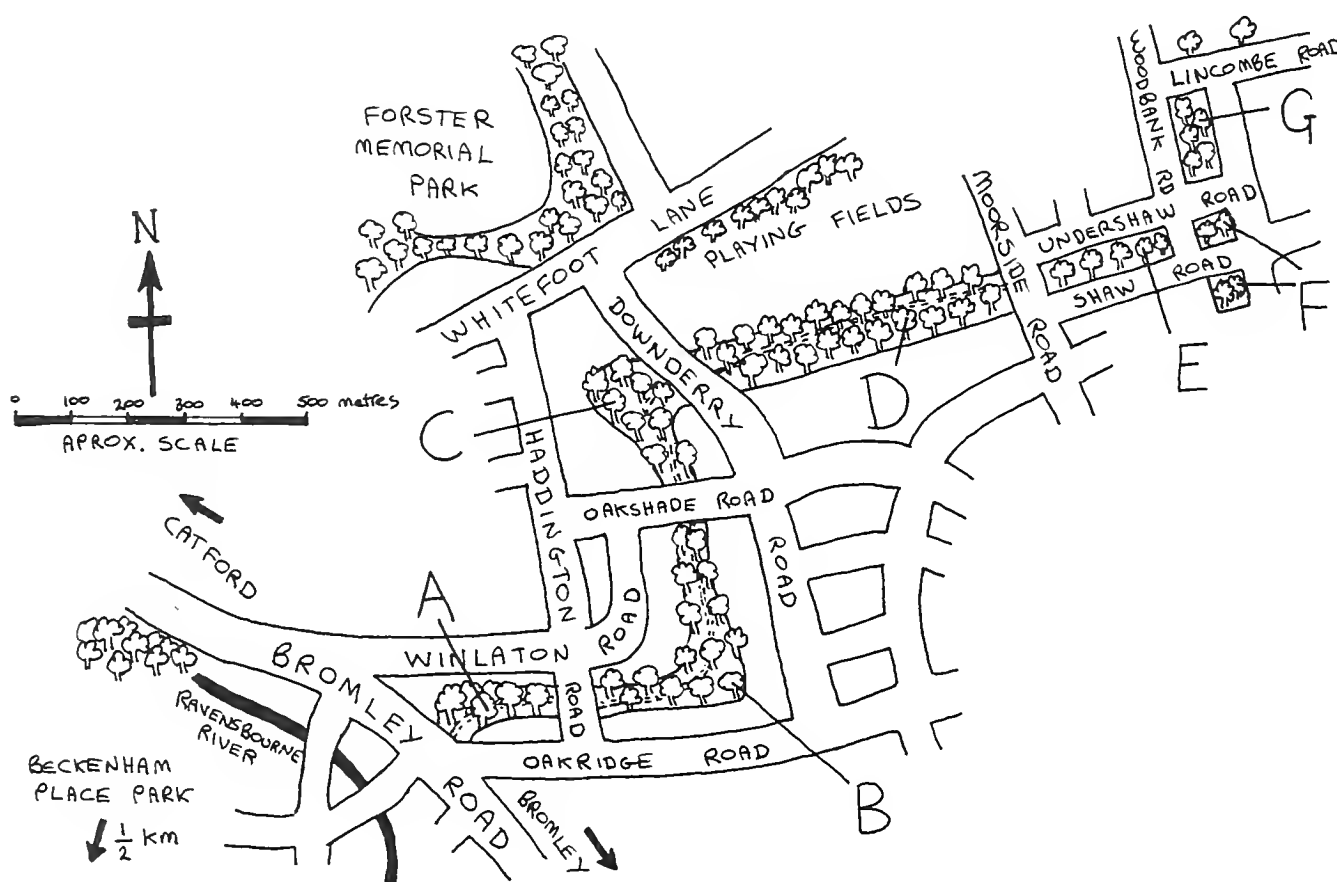 FORSTER
MEMORIAL
PARK
N
0 100 200 300 400 500 metres
APROX. SCALE
WHITEFOOT LANE
PLAYING FIELDS
DOWNDERRY
ROAD
MOORSIDE
ROAD
WOODBANK RD
LINCOMBE ROAD
UNDERSHAW ROAD
SHAW ROAD
G
F
E
D
C
HADDINGTON
ROAD
OAKSHADE ROAD
CATFORD
A
WINLATON
ROAD
BROMLEY
ROAD
RAVENSBOURNE
RIVER
BECKENHAM
PLACE PARK
1/2 km
OAKRIDGE ROAD
BROMLEY
B